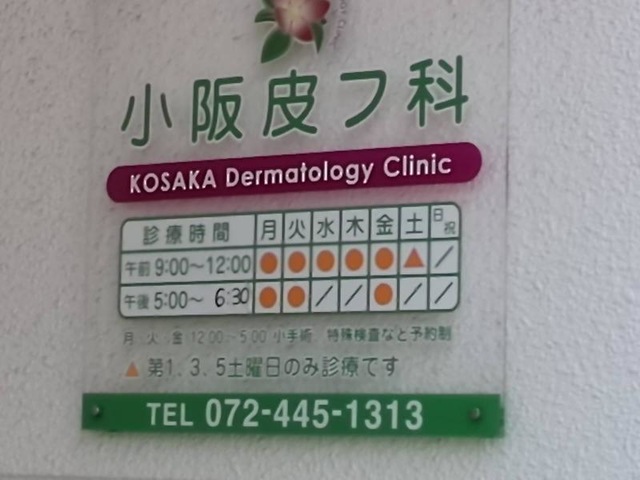 小阪皮フ科
KOSAKA Dermatology Clinic
診療時間 月 火 水 木 金 土 日祝
午前 9:00～12:00 ● ● ● ● ● ▲ ／
午後 5:00～ 6:30 ● ● ／ ／ ● ／ ／
月 火 金 12:00～5:00 小手術 特殊検査など予約制
▲ 第1.3.5土曜日のみ診療です
TEL 072-445-1313